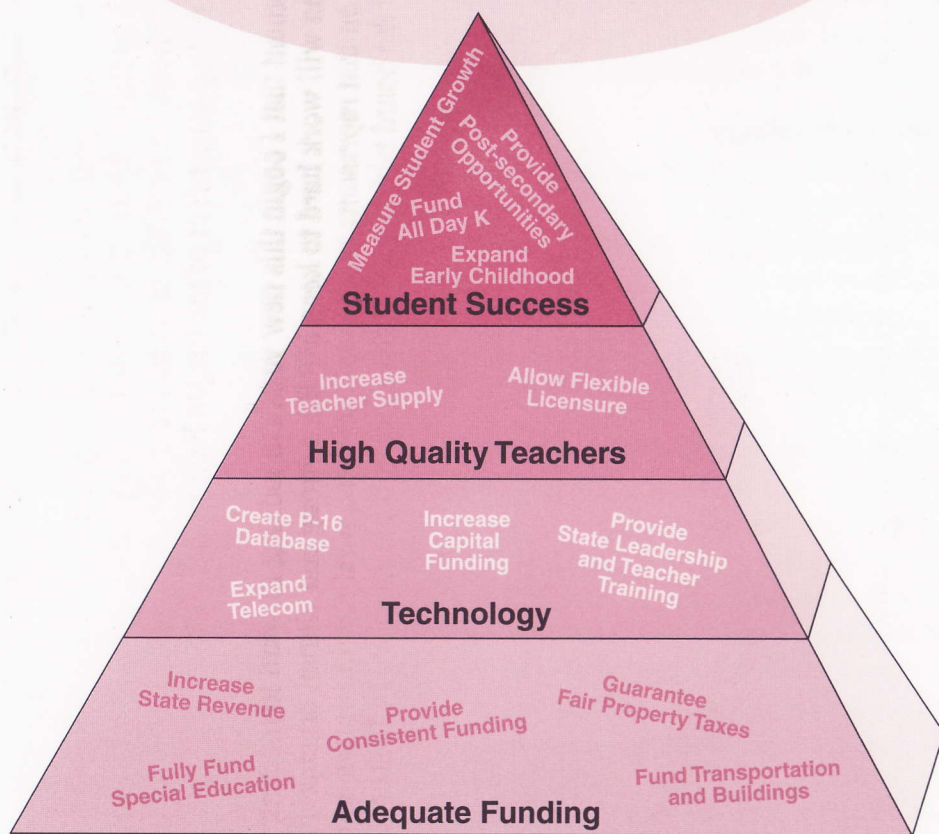 Measure Student Growth
Provide
Post-secondary
Opportunities
Fund
All Day K
Expand
Early Childhood
Student Success
Increase
Teacher Supply
Allow Flexible
Licensure
High Quality Teachers
Create P-16
Database
Increase
Capital
Funding
Provide
State Leadership
and Teacher
Training
Expand
Telecom
Technology
Increase
State Revenue
Provide
Consistent Funding
Guarantee
Fair Property Taxes
Fully Fund
Special Education
Fund Transportation
and Buildings
Adequate Funding